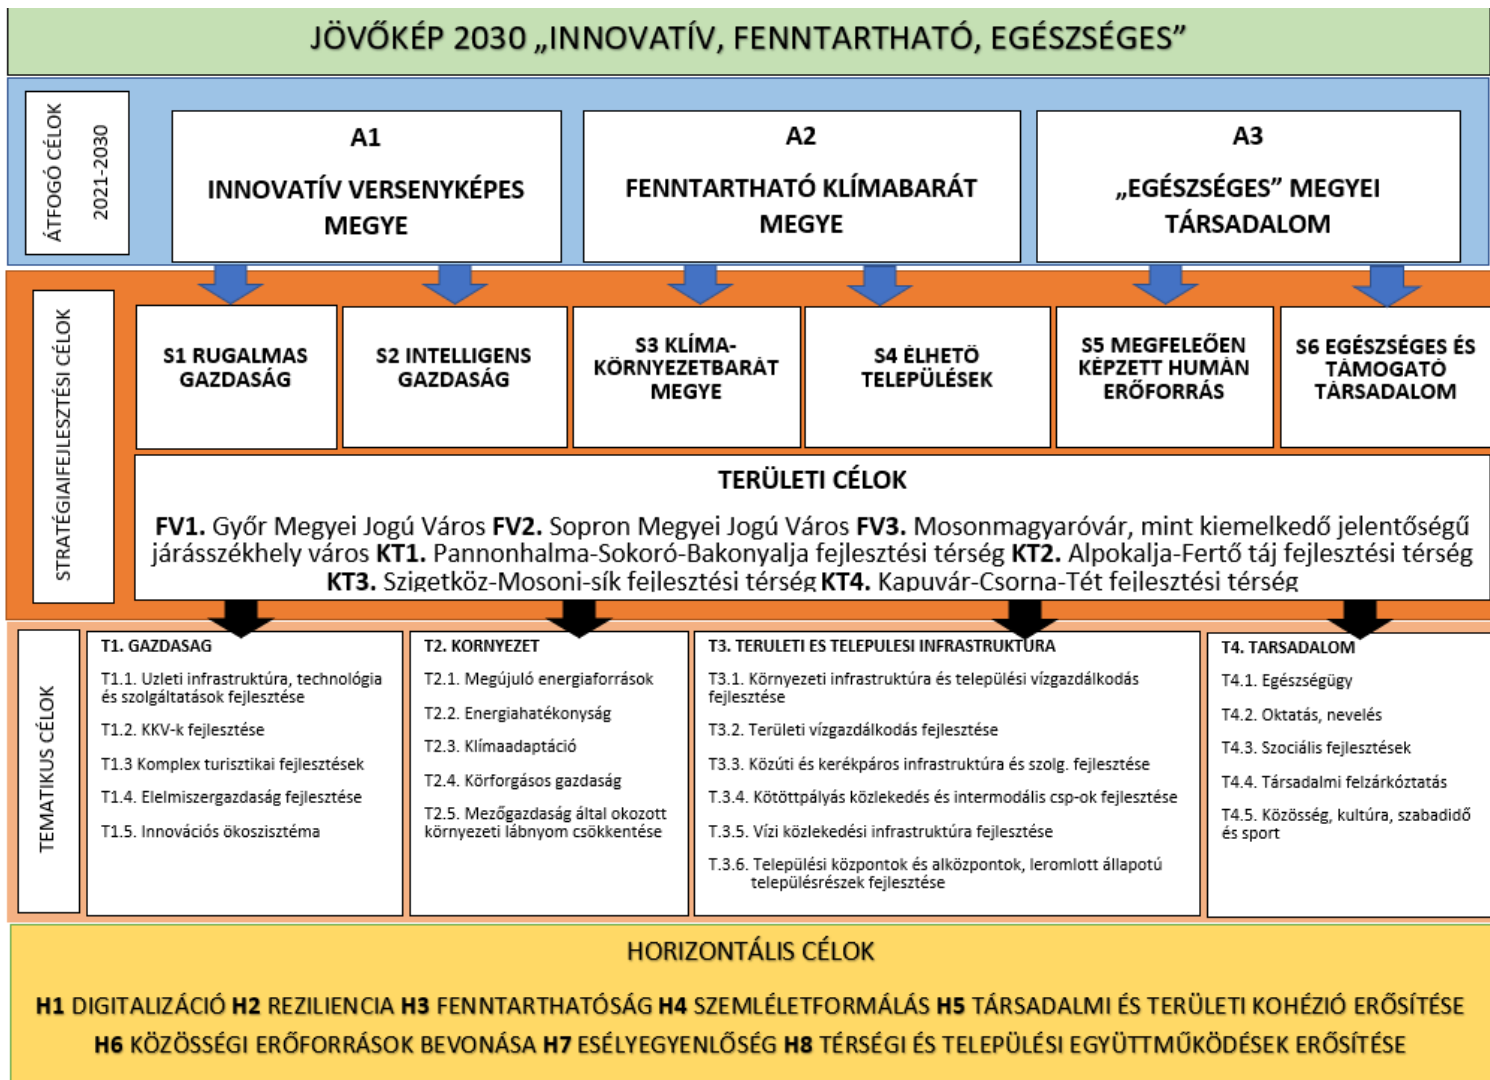 JÖVŐKÉP 2030 „INNOVATÍV, FENNTARTHATÓ, EGÉSZSÉGES”
ÁTFOGÓ CÉLOK
2021-2030
A1
INNOVATÍV VERSENYKÉPES
MEGYE
A2
FENNTARTHATÓ KLÍMABARÁT
MEGYE
A3
„EGÉSZSÉGES” MEGYEI
TÁRSADALOM
STRATÉGIAIFEJLESZTÉSI CÉLOK
S1 RUGALMAS
GAZDASÁG
S2 INTELLIGENS
GAZDASÁG
S3 KLÍMA-
KÖRNYEZETBARÁT
MEGYE
S4 ÉLHETŐ
TELEPÜLÉSEK
S5 MEGFELEŐEN
KÉPZETT HUMÁN
ERŐFORRÁS
S6 EGÉSZSÉGES ÉS
TÁMOGATÓ
TÁRSADALOM
TERÜLETI CÉLOK
FV1. Győr Megyei Jogú Város FV2. Sopron Megyei Jogú Város FV3. Mosonmagyaróvár, mint kiemelkedő jelentőségű
járásszékhely város KT1. Pannonhalma-Sokoró-Bakonyalja fejlesztési térség KT2. Alpokalja-Fertő táj fejlesztési térség
KT3. Szigetköz-Mosoni-sík fejlesztési térség KT4. Kapuvár-Csorna-Tét fejlesztési térség
TEMATIKUS CÉLOK
T1. GAZDASAG
T1.1. Uzleti infrastruktúra, technológia
és szolgáltatások fejlesztése
T1.2. KKV-k fejlesztése
T1.3 Komplex turisztikai fejlesztések
T1.4. Elelmiszergazdaság fejlesztése
T1.5. Innovációs ökoszisztéma
T2. KORNYEZET
T2.1. Megújuló energiaforrások
T2.2. Energiahatékonyság
T2.3. Klímaadaptáció
T2.4. Körforgásos gazdaság
T2.5. Mezőgazdaság által okozott
környezeti lábnyom csökkentése
T3. TERULETI ES TELEPULESI INFRASTRUKTURA
T3.1. Környezeti infrastruktúra és települési vízgazdálkodás
fejlesztése
T3.2. Területi vízgazdálkodás fejlesztése
T3.3. Közúti és kerékpáros infrastruktúra és szolg. fejlesztése
T.3.4. Kötöttpályás közlekedés és intermodális csp-ok fejlesztése
T.3.5. Vízi közlekedési infrastruktúra fejlesztése
T.3.6. Települési központok és alközpontok, leromlott állapotú
településrészek fejlesztése
T4. TARSADALOM
T4.1. Egészségügy
T4.2. Oktatás, nevelés
T4.3. Szociális fejlesztések
T4.4. Társadalmi felzárkóztatás
T4.5. Közösség, kultúra, szabadidő
és sport
HORIZONTÁLIS CÉLOK
H1 DIGITALIZÁCIÓ H2 REZILIENCIA H3 FENNTARTHATÓSÁG H4 SZEMLÉLETFORMÁLÁS H5 TÁRSADALMI ÉS TERÜLETI KOHÉZIÓ ERŐSÍTÉSE
H6 KÖZÖSSÉGI ERŐFORRÁSOK BEVONÁSA H7 ESÉLYEGYENLŐSÉG H8 TÉRSÉGI ÉS TELEPÜLÉSI EGYÜTTMŰKÖDÉSEK ERŐSÍTÉSE